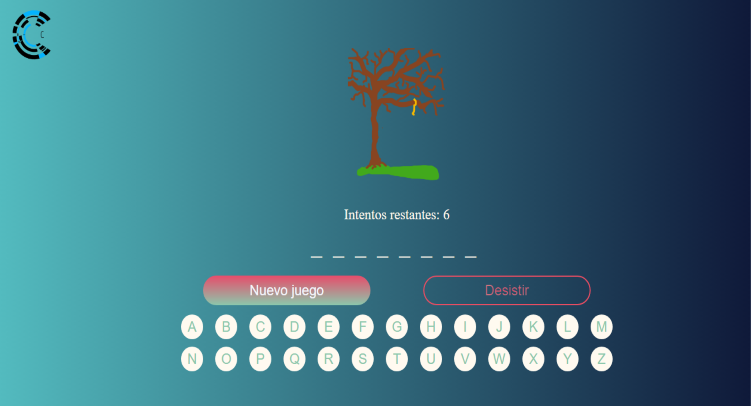 Intentos restantes: 6
_ _ _ _ _ _ _ _
Nuevo juego Desistir
A B C D E F G H I J K L M
N O P Q R S T U V W X Y Z